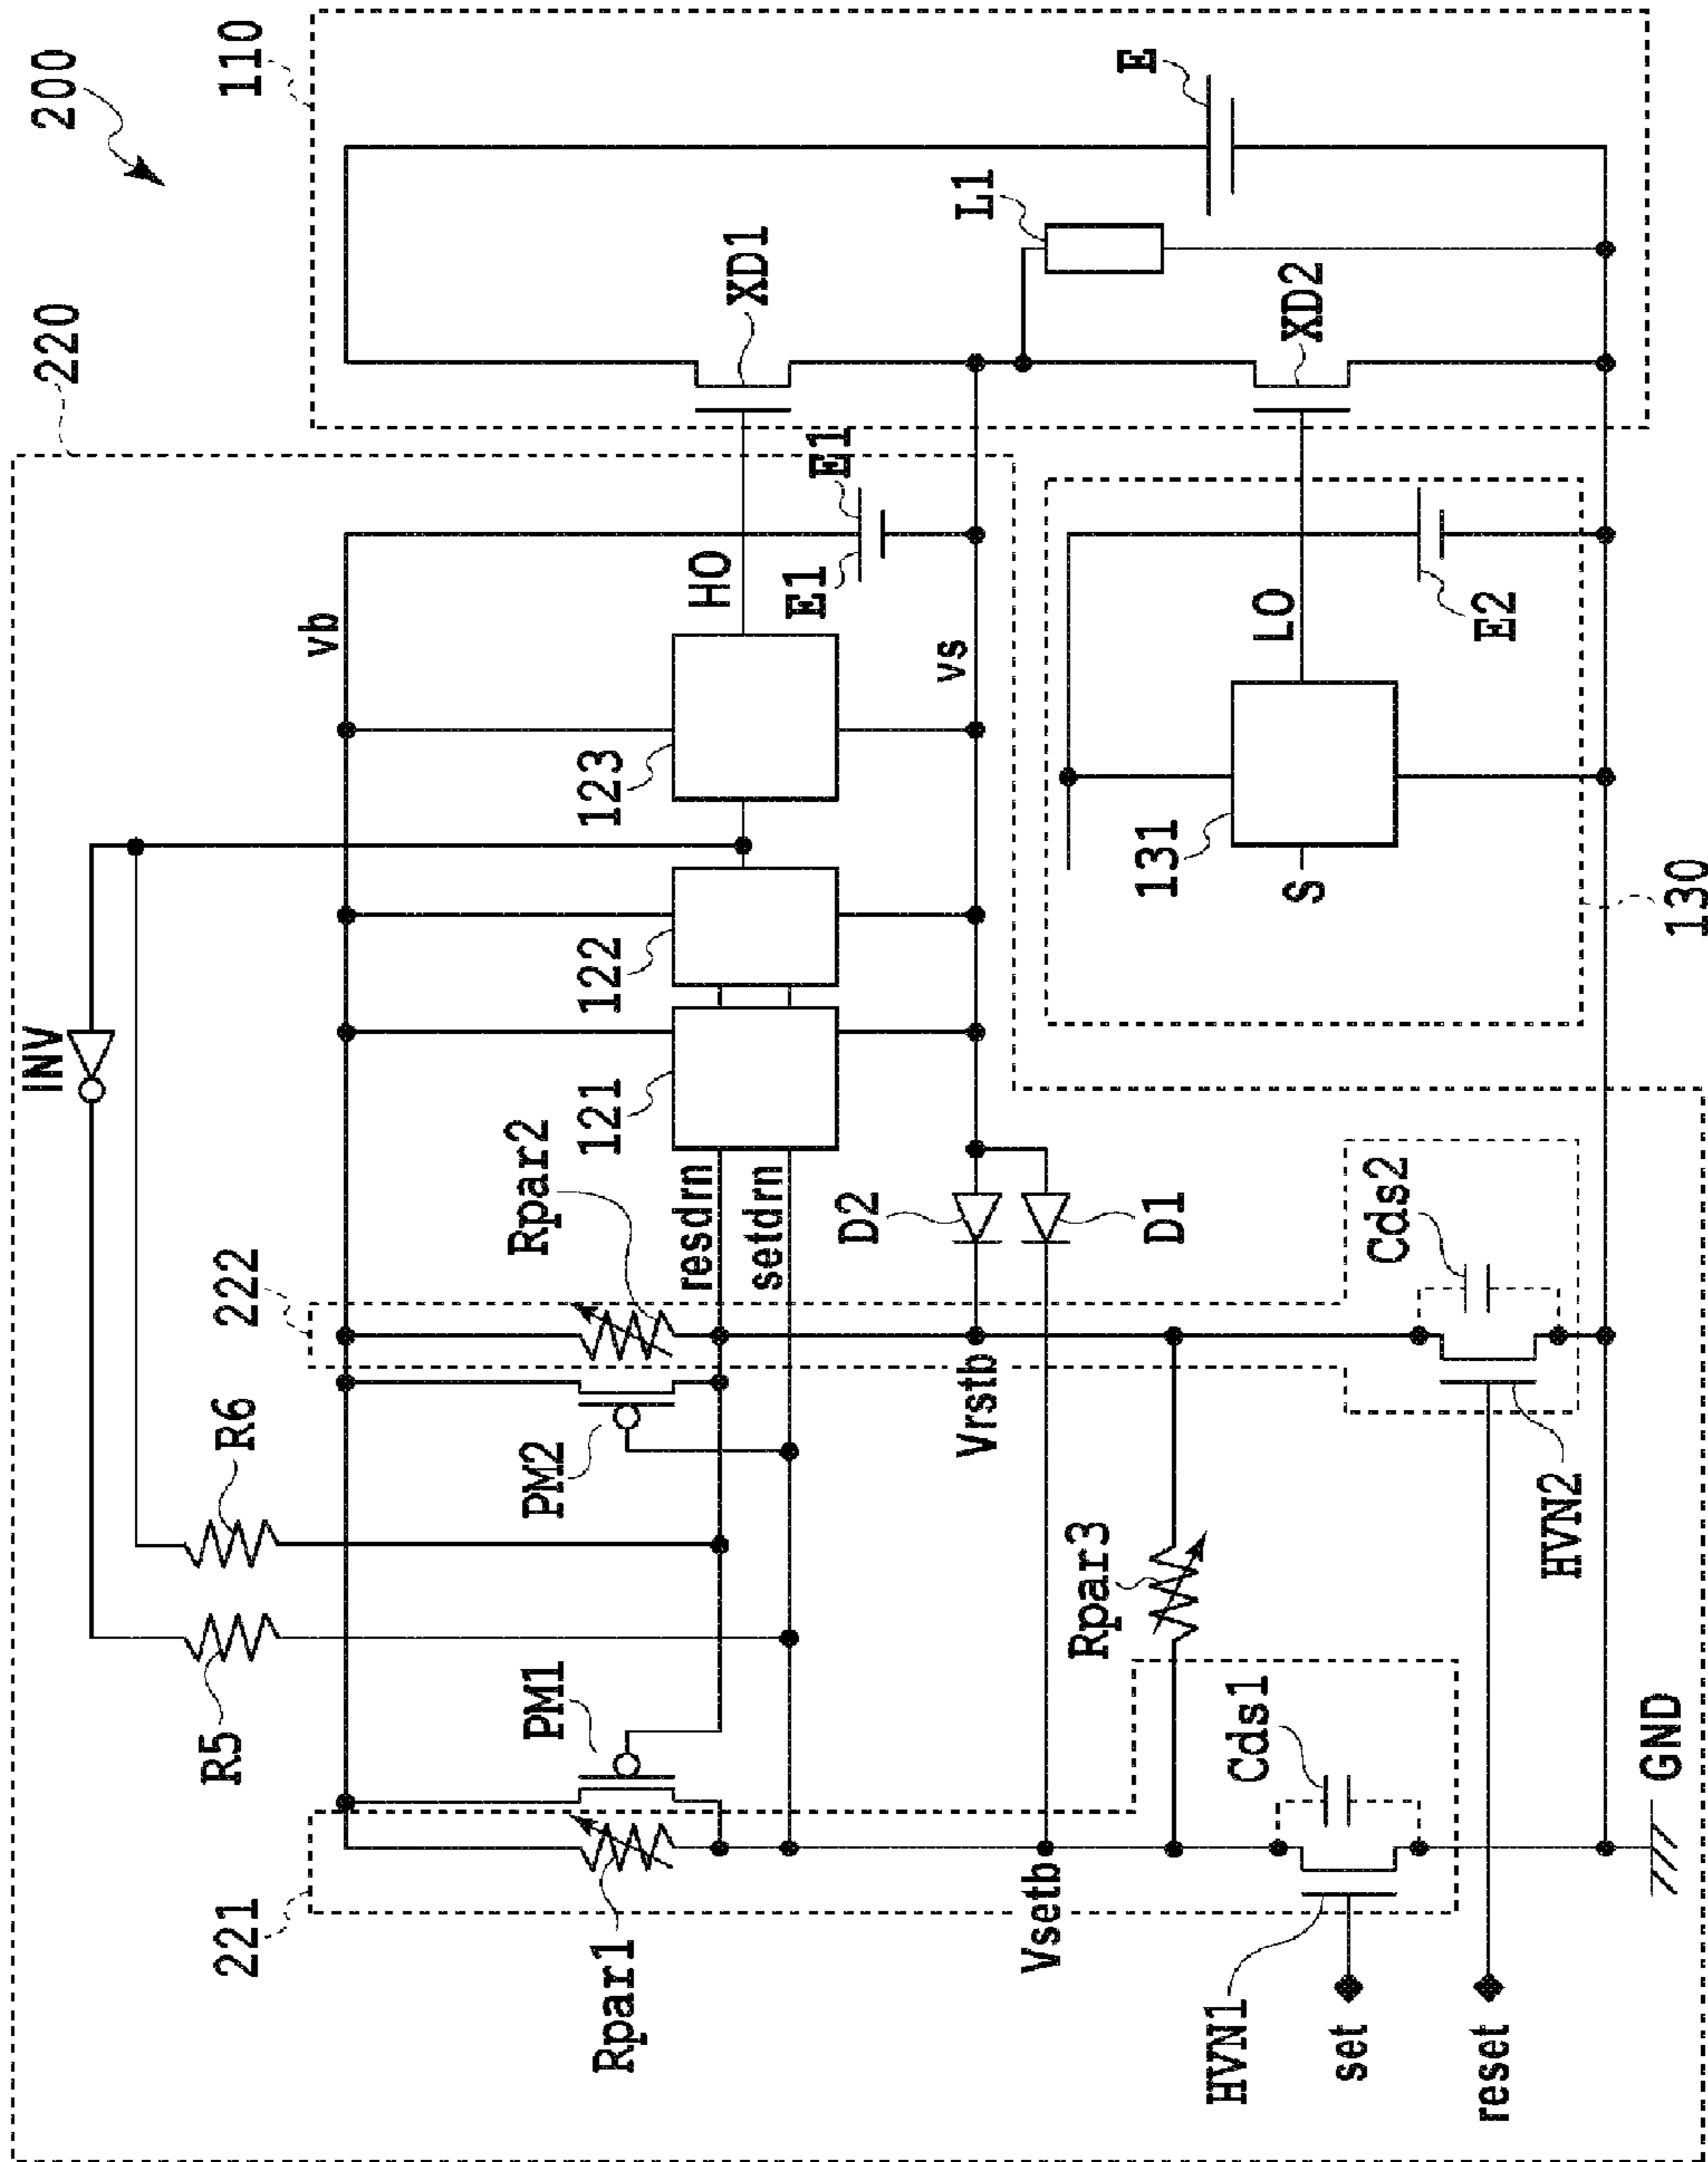 200
110
220
E
L1
XD1
XD2
E1
E1
HO
vb
vs
LO
E2
123
122
121
131
S
130
INV
Rpar2
resdrn
setdrn
D2
D1
222
Cds2
Vrstb
R6
PM2
HVN2
Rpar3
R5
PM1
Cds1
GND
221
Rpar1
Vsetb
HVN1
set
reset